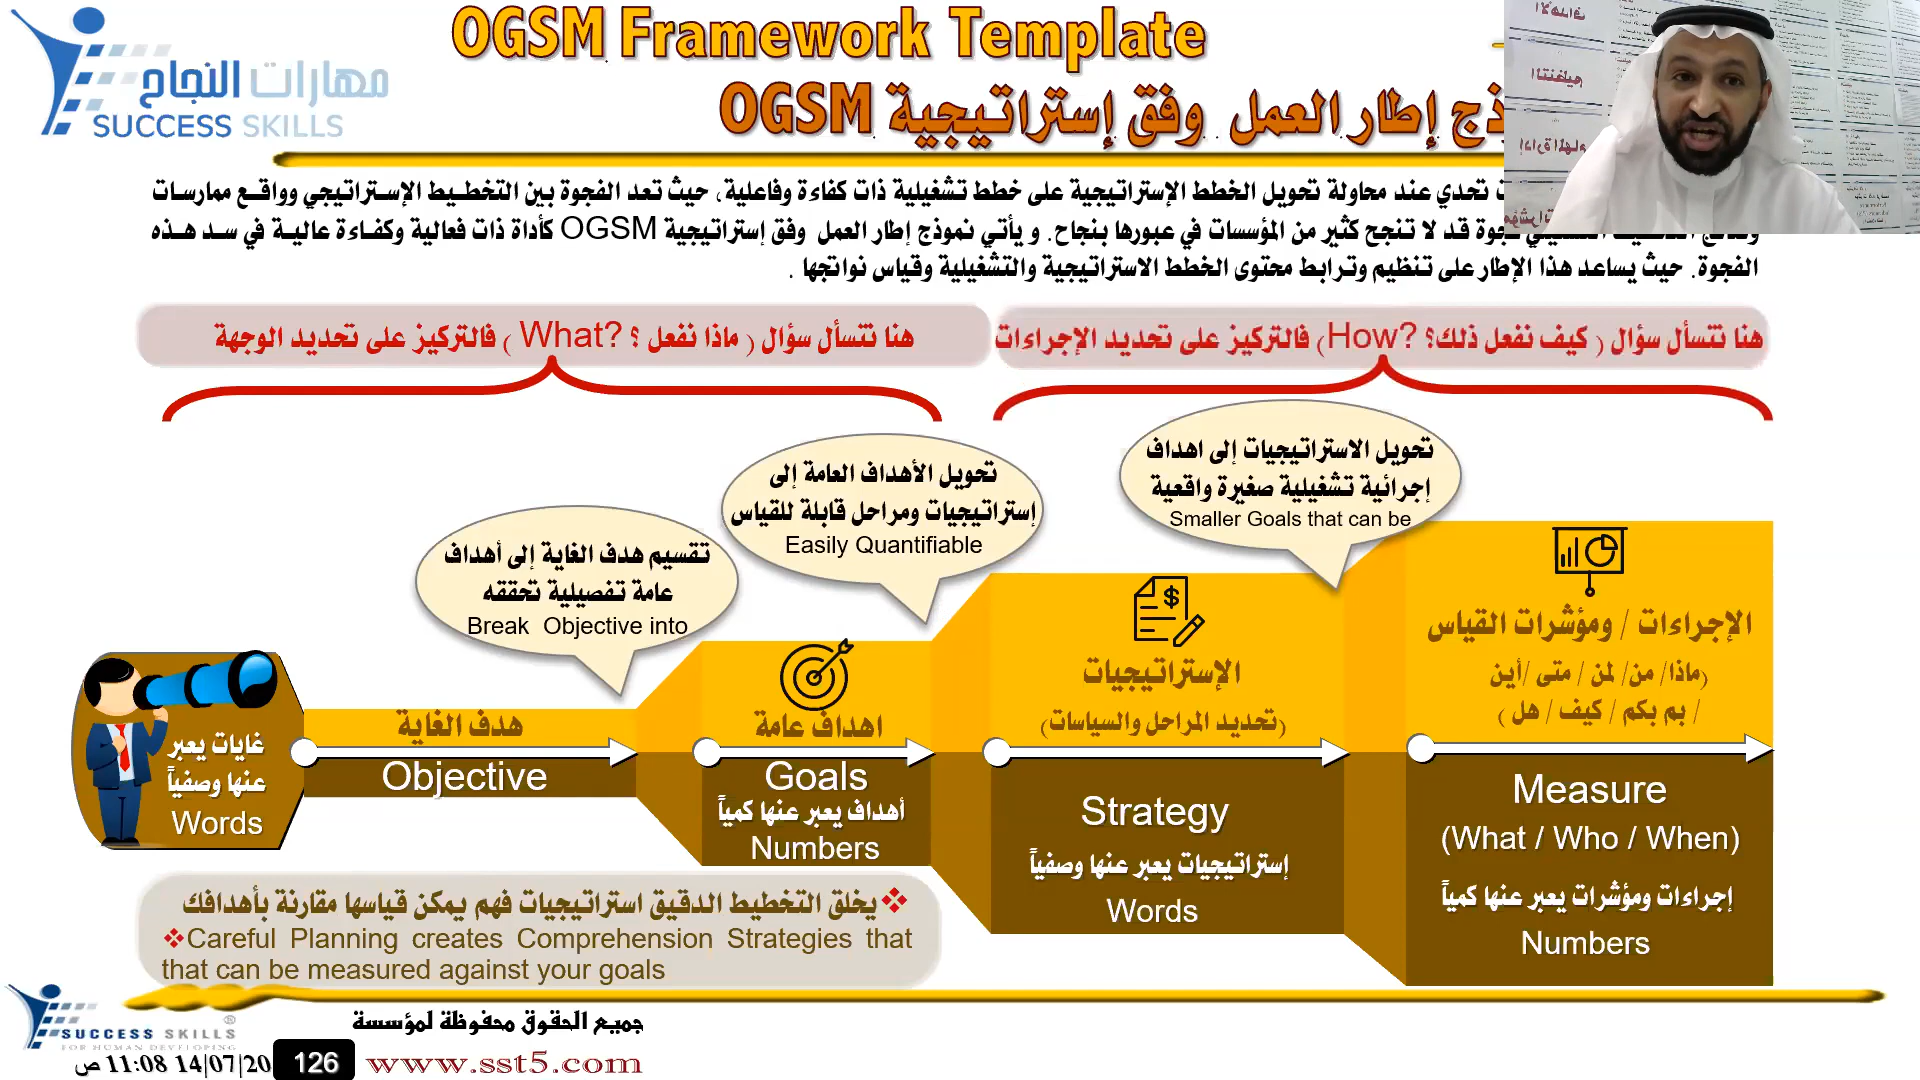 مهارات النجاح
SUCCESS SKILLS
OGSM Framework Template
إطار العمل وفق إستراتيجية OGSM
تحدي عند محاولة تحويل الخطط الإستراتيجية على خطط تشغيلية ذات كفاءة وفاعلية، حيث تعد الفجوة بين التخطيط الإستراتيجي وواقع ممارسات
فجوة قد لا تنجح كثير من المؤسسات في عبورها بنجاح. و يأتي نموذج إطار العمل وفق إستراتيجية OGSM كأداة ذات فعالية وكفاءة عالية في سد هذه
الفجوة. حيث يساعد هذا الإطار على تنظيم وترابط محتوى الخطط الاستراتيجية والتشغيلية وقياس نواتجها .
هنا نتسأل سؤال ( ماذا نفعل ؟ What? ) فالتركيز على تحديد الوجهة
هنا نتسأل سؤال ( كيف نفعل ذلك؟ How? ) فالتركيز على تحديد الإجراءات
تقسيم هدف الغاية إلى أهداف
عامة تفصيلية تحققه
Break Objective into
تحويل الأهداف العامة إلى
إستراتيجيات ومراحل قابلة للقياس
Easily Quantifiable
تحويل الاستراتيجيات إلى اهداف
إجرائية تشغيلية صغيرة واقعية
Smaller Goals that can be
غايات يعبر
عنها وصفياً
Words
هدف الغاية
Objective
اهداف عامة
Goals
أهداف يعبر عنها كمياً
Numbers
الإستراتيجيات
(تحديد المراحل والسياسات)
Strategy
إستراتيجيات يعبر عنها وصفياً
Words
الإجراءات / ومؤشرات القياس
(ماذا/ من/ لمن / متى /أين
/ بم بكم / كيف / هل )
Measure
(What / Who / When)
إجراءات ومؤشرات يعبر عنها كمياً
Numbers
❖يخلق التخطيط الدقيق استراتيجيات فهم يمكن قياسها مقارنة بأهدافك
❖Careful Planning creates Comprehension Strategies that
that can be measured against your goals
SUCCESS SKILLS®
FOR HUMAN DEVELOPING
جميع الحقوق محفوظة لمؤسسة
www.sst5.com
126
14/07/20 11:08 ص